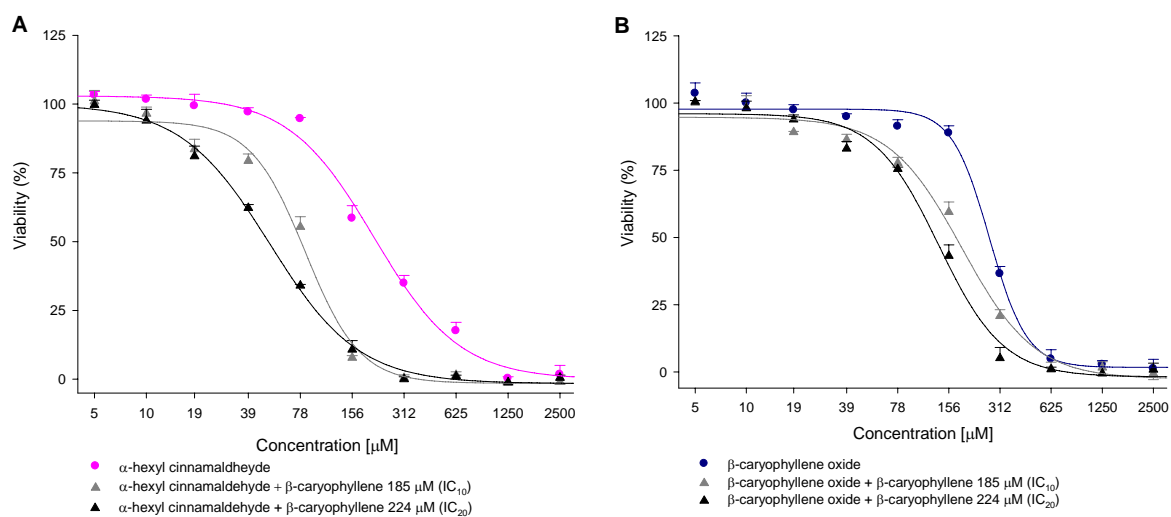 A
125
100
75
50
25
0
Viability (%)
5 10 19 39 78 156 312 625 1250 2500
Concentration [μM]
α-hexyl cinnamaldheyde
α-hexyl cinnamaldehyde + β-caryophyllene 185 μM (IC10)
α-hexyl cinnamaldehyde + β-caryophyllene 224 μM (IC20)
B
125
100
75
50
25
0
Viability (%)
5 10 19 39 78 156 312 625 1250 2500
Concentration [μM]
β-caryophyllene oxide
β-caryophyllene oxide + β-caryophyllene 185 μM (IC10)
β-caryophyllene oxide + β-caryophyllene 224 μM (IC20)